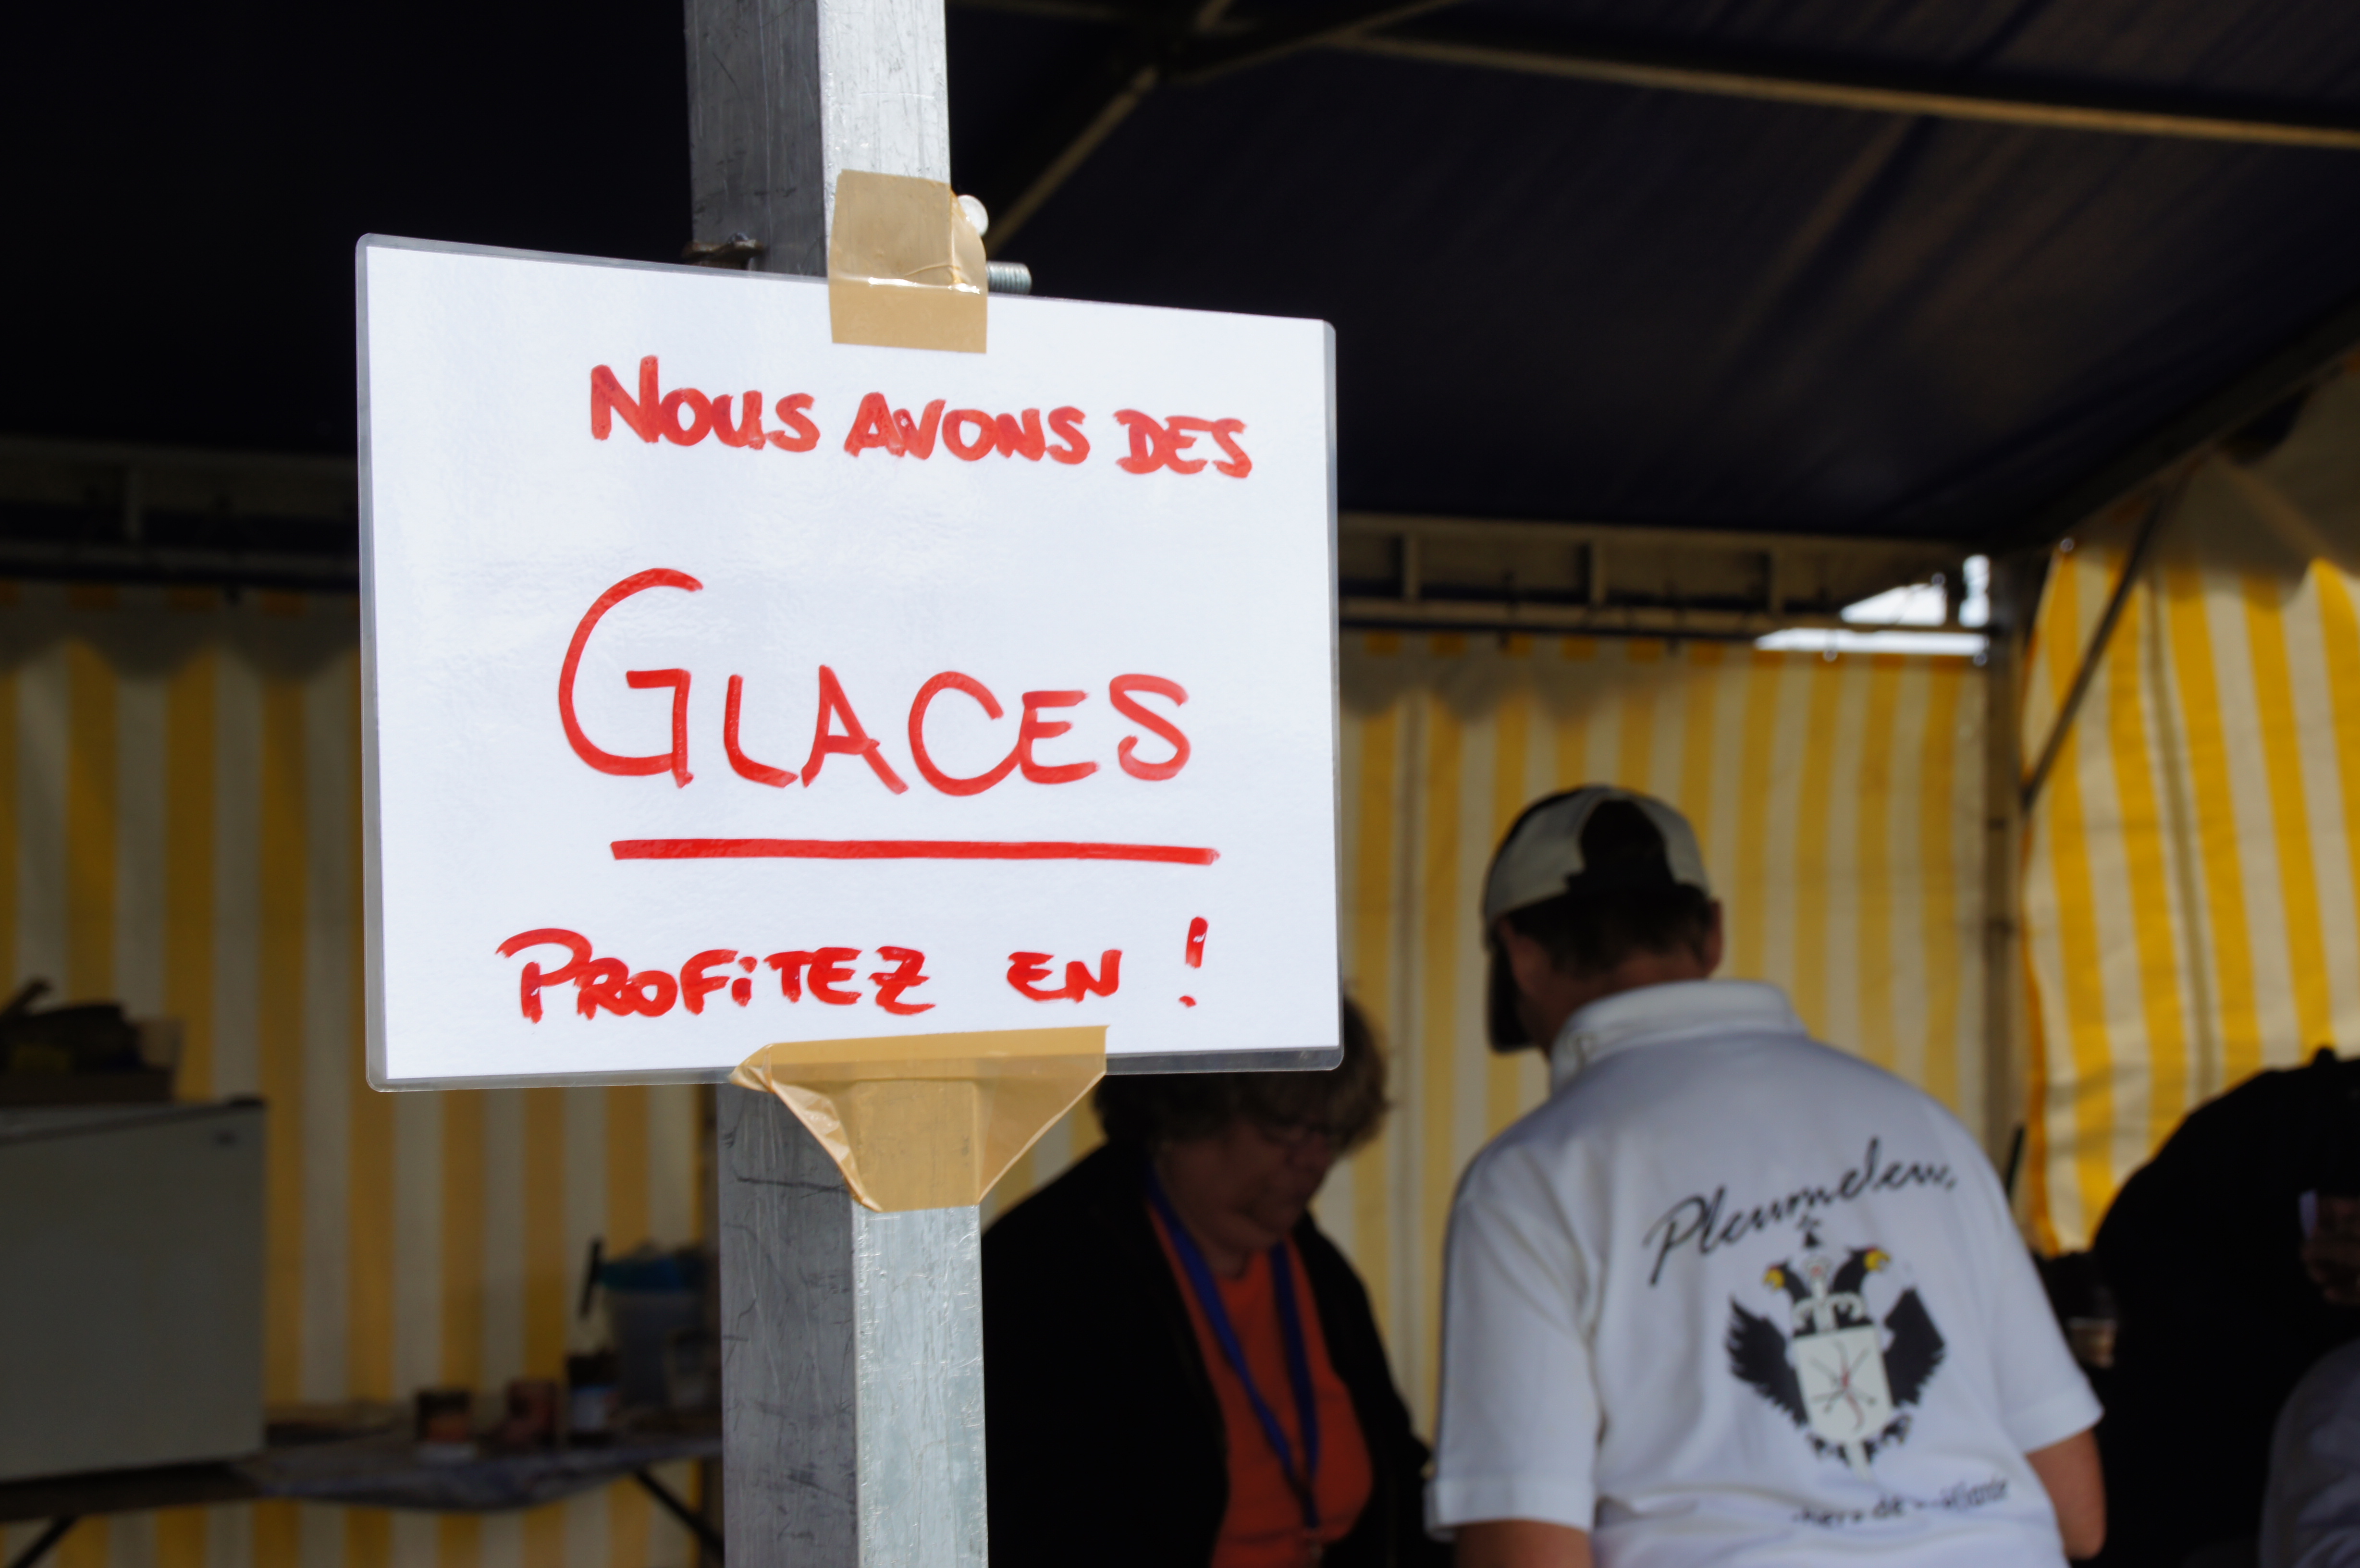 Nous avons des
GLACES
PROFiTEZ EN !
Pleumeleuc